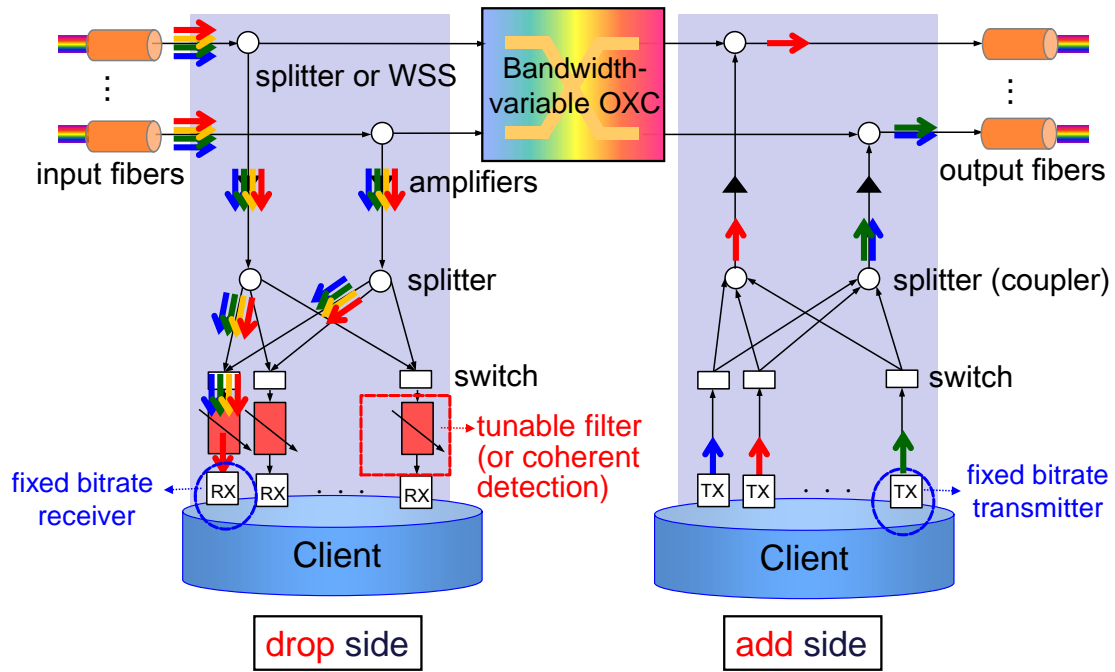 splitter or WSS
Bandwidth-
variable OXC
input fibers
amplifiers
output fibers
splitter
splitter (coupler)
switch
switch
tunable filter
(or coherent
detection)
fixed bitrate
receiver
fixed bitrate
transmitter
RX
RX
. . .
RX
TX
TX
. . .
TX
Client
Client
drop side
add side